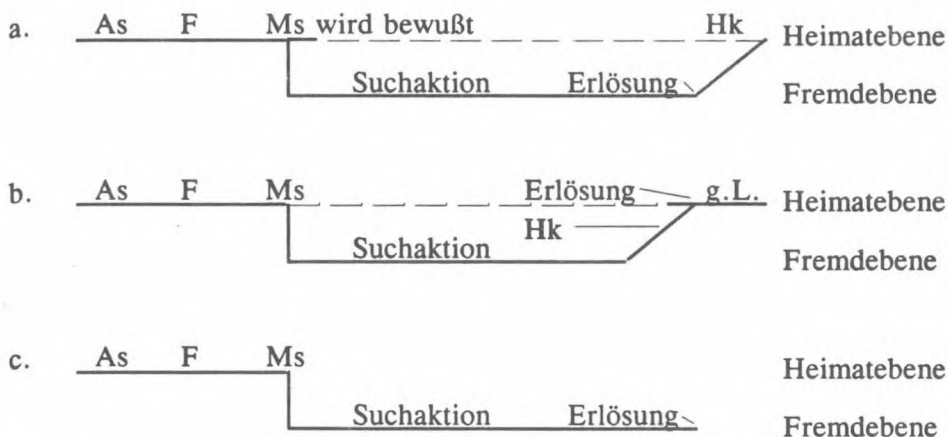 a. As F Ms wird bewußt Hk Heimatebene
Suchaktion Erlösung Fremdebene
b. As F Ms Erlösung g.L. Heimatebene
Hk
Suchaktion Fremdebene
c. As F Ms Heimatebene
Suchaktion Erlösung Fremdebene